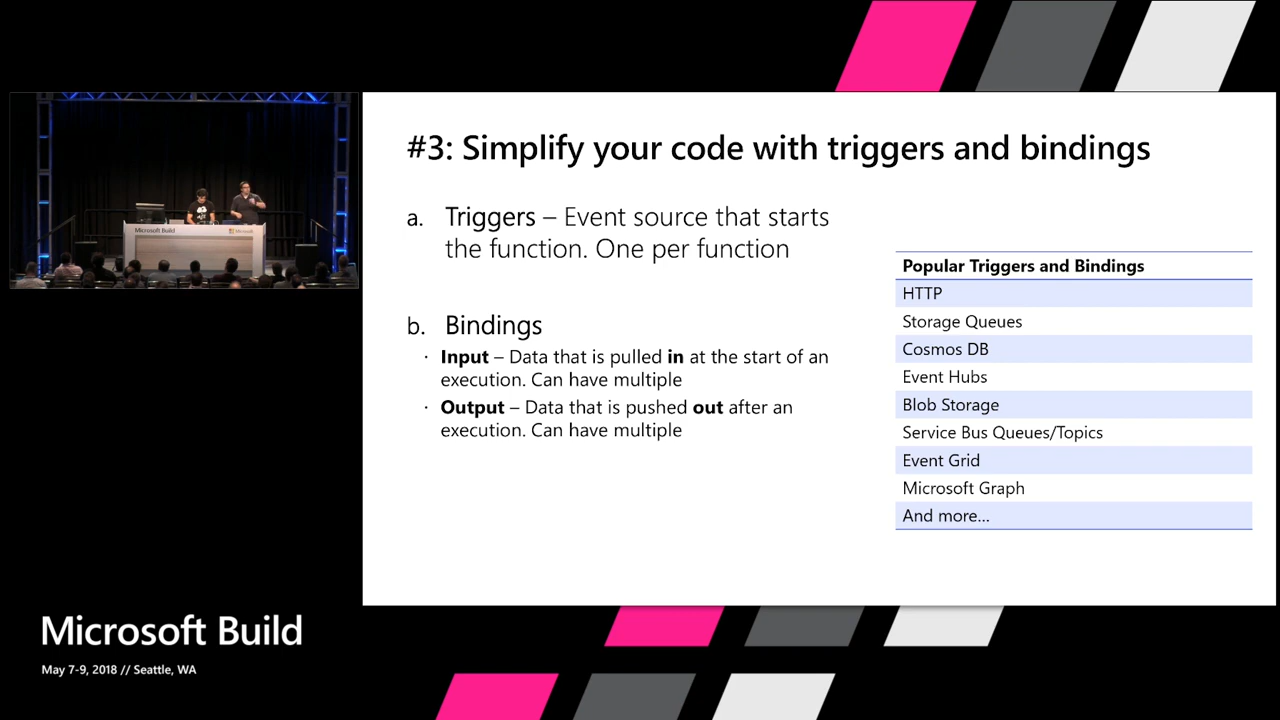 #3: Simplify your code with triggers and bindings
a. Triggers – Event source that starts
the function. One per function
b. Bindings
· Input – Data that is pulled in at the start of an
execution. Can have multiple
· Output – Data that is pushed out after an
execution. Can have multiple
Popular Triggers and Bindings
HTTP
Storage Queues
Cosmos DB
Event Hubs
Blob Storage
Service Bus Queues/Topics
Event Grid
Microsoft Graph
And more...
Microsoft Build
Microsoft
Microsoft Build
May 7-9, 2018 // Seattle, WA